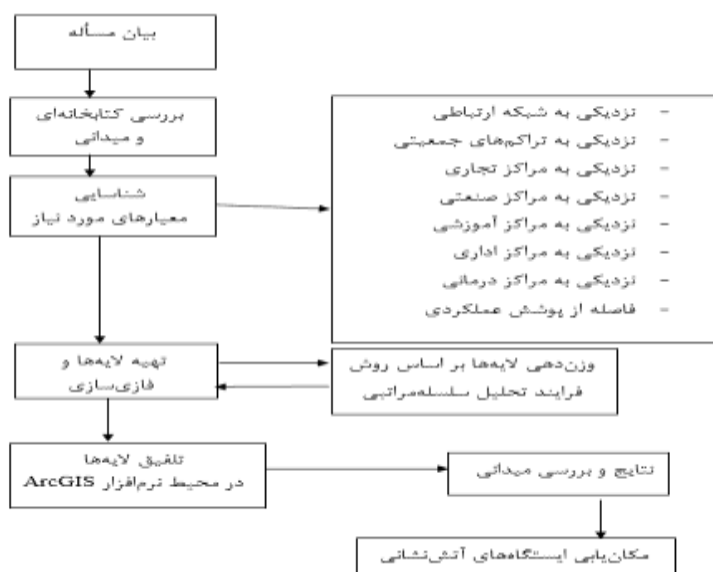 بیان مسأله
بررسی کتابخانه‌ای
و میدانی
شناسایی
معیارهای مورد نیاز
- نزدیکی به شبکه ارتباطی
- نزدیکی به تراکم‌های جمعیتی
- نزدیکی به مراکز تجاری
- نزدیکی به مراکز صنعتی
- نزدیکی به مراکز آموزشی
- نزدیکی به مراکز اداری
- نزدیکی به مراکز درمانی
- فاصله از پوشش عملکردی
تهیه لایه‌ها و
فازی‌سازی
وزن‌دهی لایه‌ها بر اساس روش
فرایند تحلیل سلسله‌مراتبی
تلفیق لایه‌ها
در محیط نرم‌افزار ArcGIS
نتایج و بررسی میدانی
مکان‌یابی ایستگاه‌های آتش‌نشانی